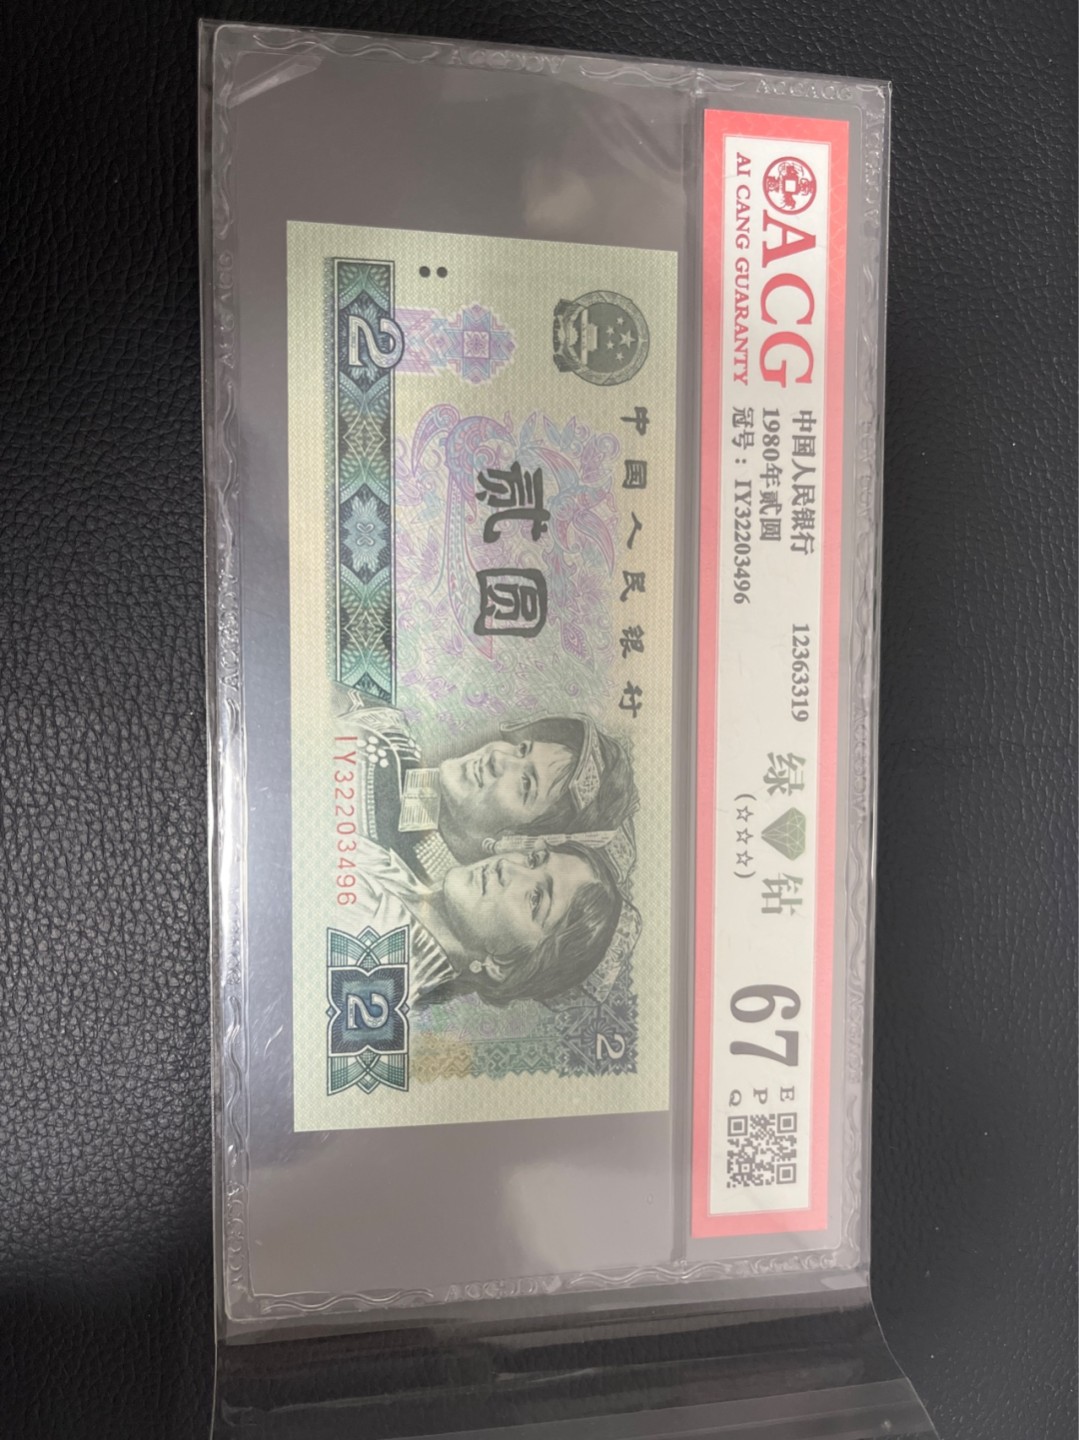 ACG
AI CANG GUARANTY
中国人民银行 12363319
1980年贰圆
冠号：IY32203496
绿 钻
(☆☆☆)
67
E
P
Q
中国人民银行
贰圆
2
IY32203496
2
2